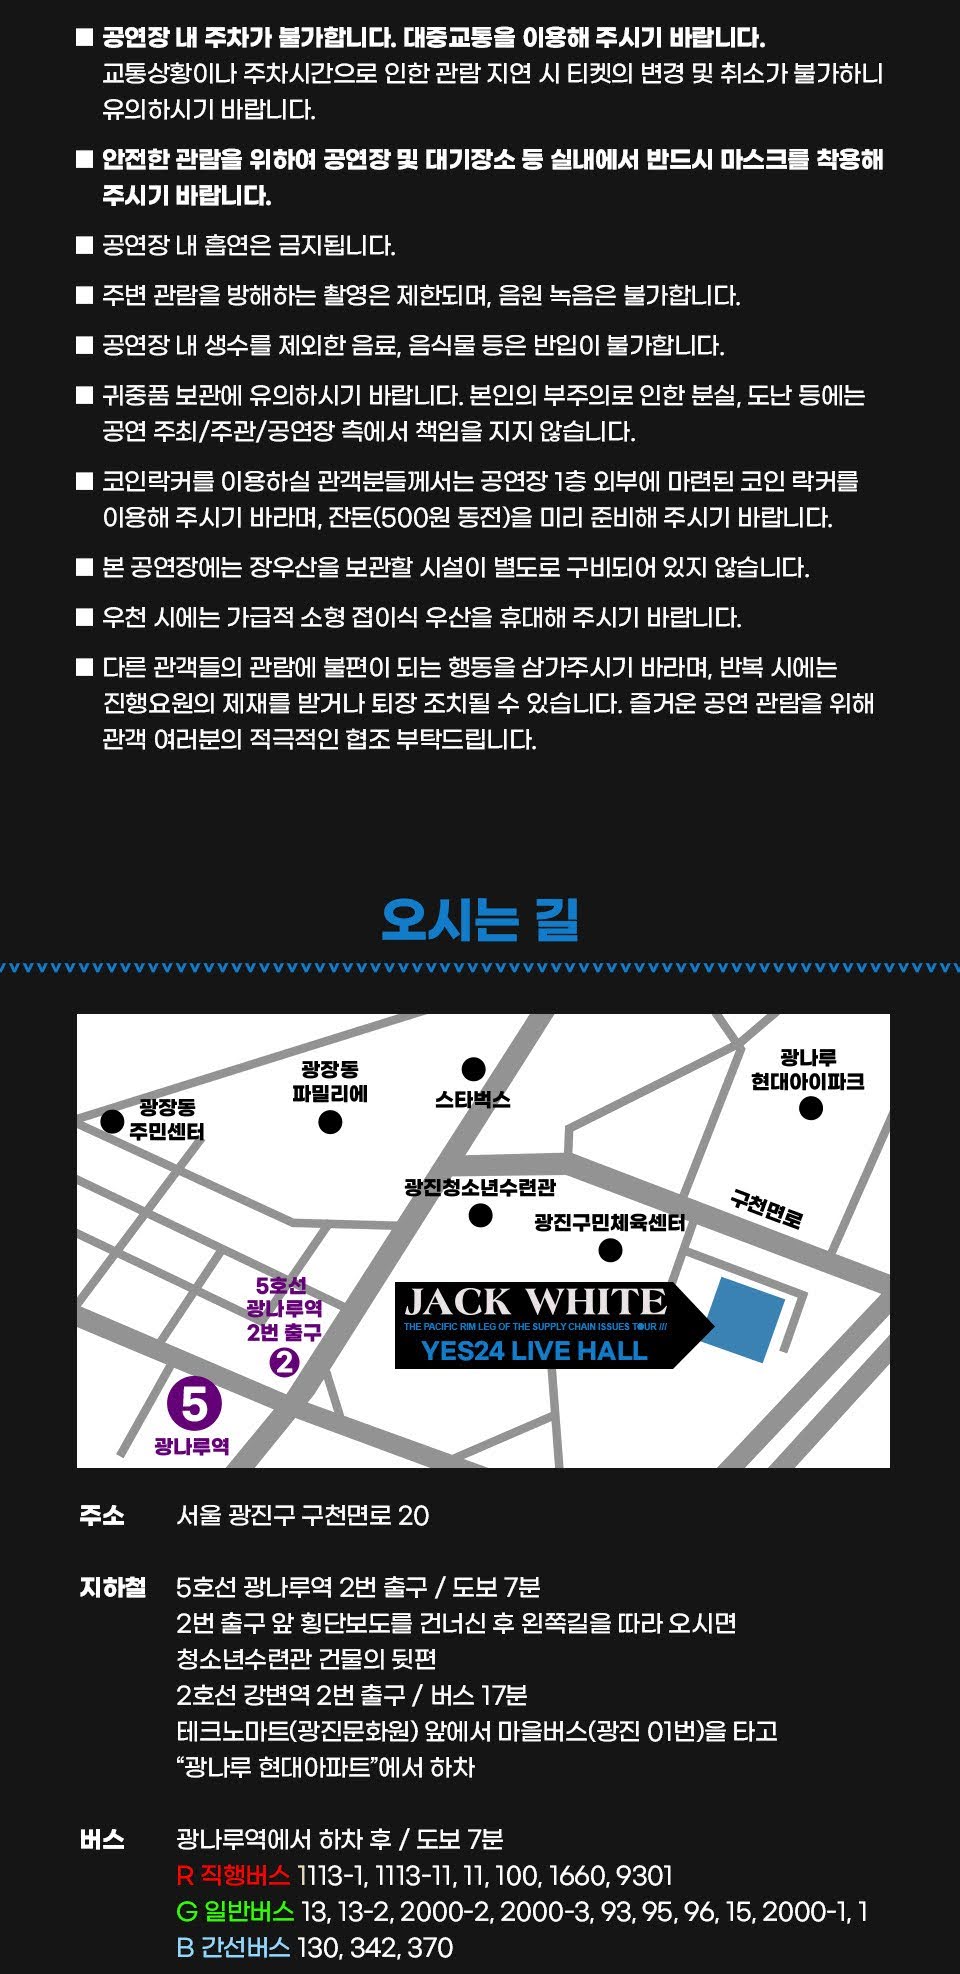 ■ 공연장 내 주차가 불가합니다. 대중교통을 이용해 주시기 바랍니다.
교통상황이나 주차시간으로 인한 관람 지연 시 티켓의 변경 및 취소가 불가하니
유의하시기 바랍니다.
■ 안전한 관람을 위하여 공연장 및 대기장소 등 실내에서 반드시 마스크를 착용해
주시기 바랍니다.
■ 공연장 내 흡연은 금지됩니다.
■ 주변 관람을 방해하는 촬영은 제한되며, 음원 녹음은 불가합니다.
■ 공연장 내 생수를 제외한 음료, 음식물 등은 반입이 불가합니다.
■ 귀중품 보관에 유의하시기 바랍니다. 본인의 부주의로 인한 분실, 도난 등에는
공연 주최/주관/공연장 측에서 책임을 지지 않습니다.
■ 코인락커를 이용하실 관객분들께서는 공연장 1층 외부에 마련된 코인 락커를
이용해 주시기 바라며, 잔돈(500원 동전)을 미리 준비해 주시기 바랍니다.
■ 본 공연장에는 장우산을 보관할 시설이 별도로 구비되어 있지 않습니다.
■ 우천 시에는 가급적 소형 접이식 우산을 휴대해 주시기 바랍니다.
■ 다른 관객들의 관람에 불편이 되는 행동을 삼가주시기 바라며, 반복 시에는
진행요원의 제재를 받거나 퇴장 조치될 수 있습니다. 즐거운 공연 관람을 위해
관객 여러분의 적극적인 협조 부탁드립니다.
오시는 길
광나루
현대아이파크
광장동
파밀리에
스타벅스
광장동
주민센터
광진청소년수련관
구천면로
광진구민체육센터
5호선
광나루역
2번 출구
2
JACK WHITE
THE PACIFIC RIM LEG OF THE SUPPLY CHAIN ISSUES TOUR ///
YES24 LIVE HALL
5
광나루역
주소 서울 광진구 구천면로 20
지하철 5호선 광나루역 2번 출구 / 도보 7분
2번 출구 앞 횡단보도를 건너신 후 왼쪽길을 따라 오시면
청소년수련관 건물의 뒷편
2호선 강변역 2번 출구 / 버스 17분
테크노마트(광진문화원) 앞에서 마을버스(광진 01번)을 타고
“광나루 현대아파트”에서 하차
버스 광나루역에서 하차 후 / 도보 7분
R 직행버스 1113-1, 1113-11, 11, 100, 1660, 9301
G 일반버스 13, 13-2, 2000-2, 2000-3, 93, 95, 96, 15, 2000-1, 1
B 간선버스 130, 342, 370